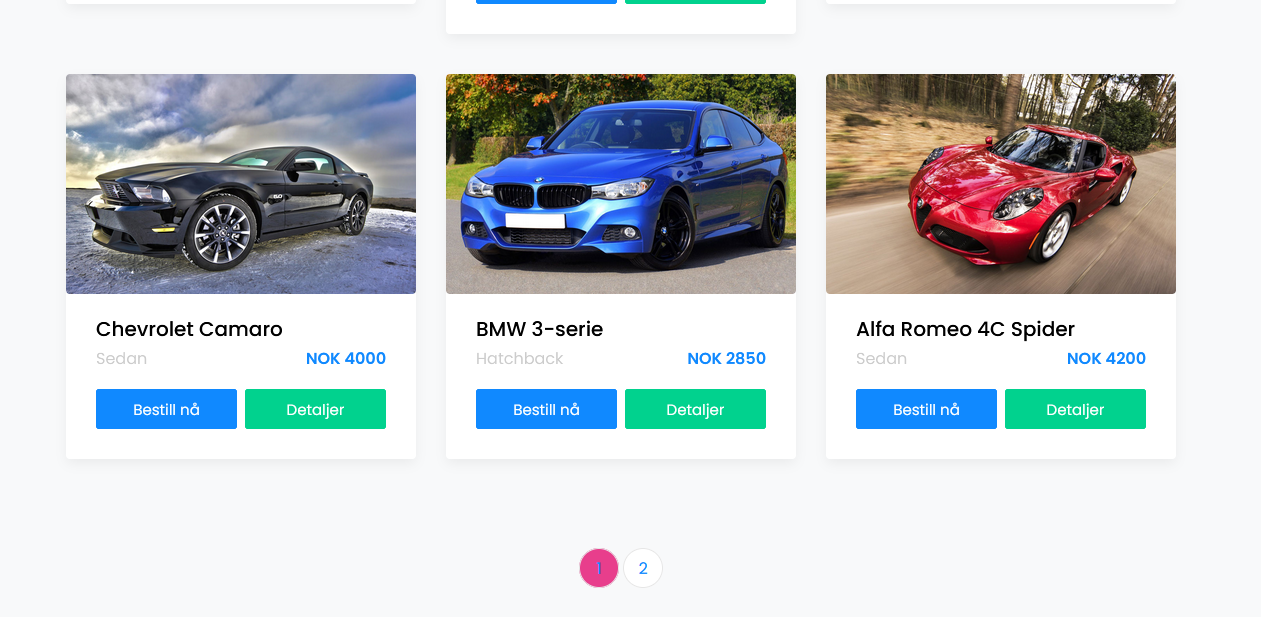 Chevrolet Camaro
Sedan NOK 4000
Bestill nå Detaljer
BMW 3-serie
Hatchback NOK 2850
Bestill nå Detaljer
Alfa Romeo 4C Spider
Sedan NOK 4200
Bestill nå Detaljer
1 2